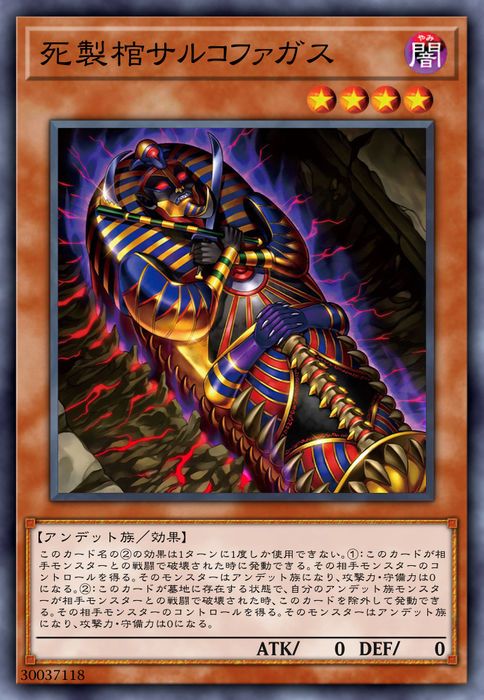 死製棺サルコファガス
やみ
闇
【アンデット族／効果】
このカード名の②の効果は1ターンに1度しか使用できない。①：このカードが相
手モンスターとの戦闘で破壊された時に発動できる。その相手モンスターのコ
ントロールを得る。そのモンスターはアンデット族になり、攻撃力・守備力は0
になる。②：このカードが墓地に存在する状態で、自分のアンデット族モンスタ
ーが相手モンスターとの戦闘で破壊された時、このカードを除外して発動でき
る。その相手モンスターのコントロールを得る。そのモンスターはアンデット族
になり、攻撃力・守備力は0になる。
ATK/ 0 DEF/ 0
30037118